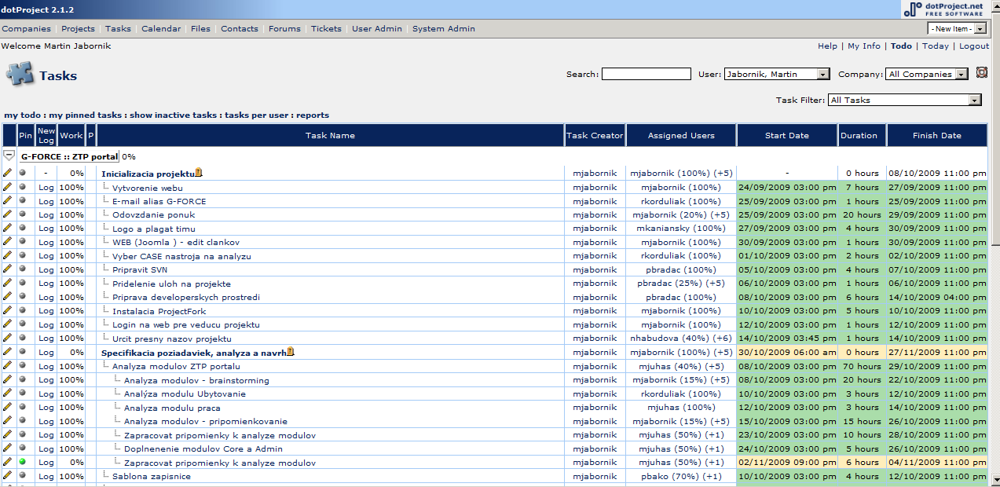 dotProject 2.1.2
dotProject.net
FREE SOFTWARE
Companies | Projects | Tasks | Calendar | Files | Contacts | Forums | Tickets | User Admin | System Admin
- New Item -
Welcome Martin Jabornik
Help | My Info | Todo | Today | Logout
Tasks
Search: User: Jabornik, Martin Company: All Companies
Task Filter: All Tasks
my todo : my pinned tasks : show inactive tasks : tasks per user : reports
Pin New Log Work P Task Name Task Creator Assigned Users Start Date Duration Finish Date
G-FORCE :: ZTP portal 0%
- 0% Inicializacia projektu mjabornik mjabornik (100%) (+5) - 0 hours 08/10/2009 11:00 pm
Log 100% Vytvorenie webu mjabornik mjabornik (100%) 24/09/2009 03:00 pm 7 hours 27/09/2009 11:00 pm
Log 100% E-mail alias G-FORCE mjabornik rkorduliak (100%) 25/09/2009 03:00 pm 1 hours 25/09/2009 11:00 pm
Log 100% Odovzdanie ponuk mjabornik mjabornik (20%) (+5) 25/09/2009 03:00 pm 20 hours 29/09/2009 11:00 pm
Log 100% Logo a plagat timu mjabornik mkaniansky (100%) 27/09/2009 03:00 pm 4 hours 30/09/2009 11:00 pm
Log 100% WEB (Joomla ) - edit clankov mjabornik mjabornik (100%) 30/09/2009 03:00 pm 1 hours 30/09/2009 11:00 pm
Log 100% Vyber CASE nastroja na analyzu mjabornik rkorduliak (100%) 01/10/2009 03:00 pm 2 hours 02/10/2009 11:00 pm
Log 100% Pripravit SVN mjabornik pbradac (100%) 05/10/2009 03:00 pm 4 hours 07/10/2009 11:00 pm
Log 100% Pridelenie uloh na projekte mjabornik pbradac (25%) (+5) 06/10/2009 03:00 pm 1 hours 06/10/2009 11:00 pm
Log 100% Priprava developerskych prostredi mjabornik pbradac (100%) 08/10/2009 03:00 pm 6 hours 14/10/2009 04:00 pm
Log 100% Instalacia ProjectFork mjabornik mjabornik (100%) 10/10/2009 03:00 pm 5 hours 10/10/2009 11:00 pm
Log 100% Login na web pre veducu projektu mjabornik mjabornik (100%) 12/10/2009 03:00 pm 1 hours 12/10/2009 11:00 pm
Log 100% Urcit presny nazov projektu mjabornik nhabudova (40%) (+6) 14/10/2009 03:45 pm 1 hours 14/10/2009 11:00 pm
Log 0% Specifikacia poziadaviek, analyza a navrh mjabornik mjabornik (100%) (+5) 30/10/2009 06:00 am 0 hours 27/11/2009 11:00 pm
Log 100% Analyza modulov ZTP portalu mjabornik mjuhas (40%) (+5) 08/10/2009 03:00 pm 70 hours 29/10/2009 11:00 pm
Log 100% Analyza modulov - brainstorming mjabornik mjabornik (15%) (+5) 08/10/2009 03:00 pm 20 hours 22/10/2009 11:00 pm
Log 100% Analýza modulu Ubytovanie mjabornik rkorduliak (100%) 10/10/2009 03:00 pm 3 hours 12/10/2009 11:00 pm
Log 100% Analyza modulu praca mjabornik mjuhas (100%) 12/10/2009 03:00 pm 3 hours 14/10/2009 11:00 pm
Log 100% Analyza modulov - pripomienkovanie mjabornik mjabornik (15%) (+5) 15/10/2009 03:00 pm 15 hours 26/10/2009 11:00 pm
Log 100% Zapracovat pripomienky k analyze modulov mjabornik mjuhas (50%) (+1) 23/10/2009 03:00 pm 10 hours 28/10/2009 11:00 pm
Log 100% Doplnenenie modulov Core a Admin mjabornik mjuhas (50%) (+1) 24/10/2009 03:00 pm 5 hours 26/10/2009 11:00 pm
Log 0% Zapracovat pripomienky k analyze modulov mjabornik mjuhas (50%) (+1) 02/11/2009 09:00 pm 6 hours 04/11/2009 11:00 pm
Log 100% Sablona zapisnice mjabornik pbako (70%) (+1) 10/10/2009 03:00 pm 4 hours 12/10/2009 11:00 pm